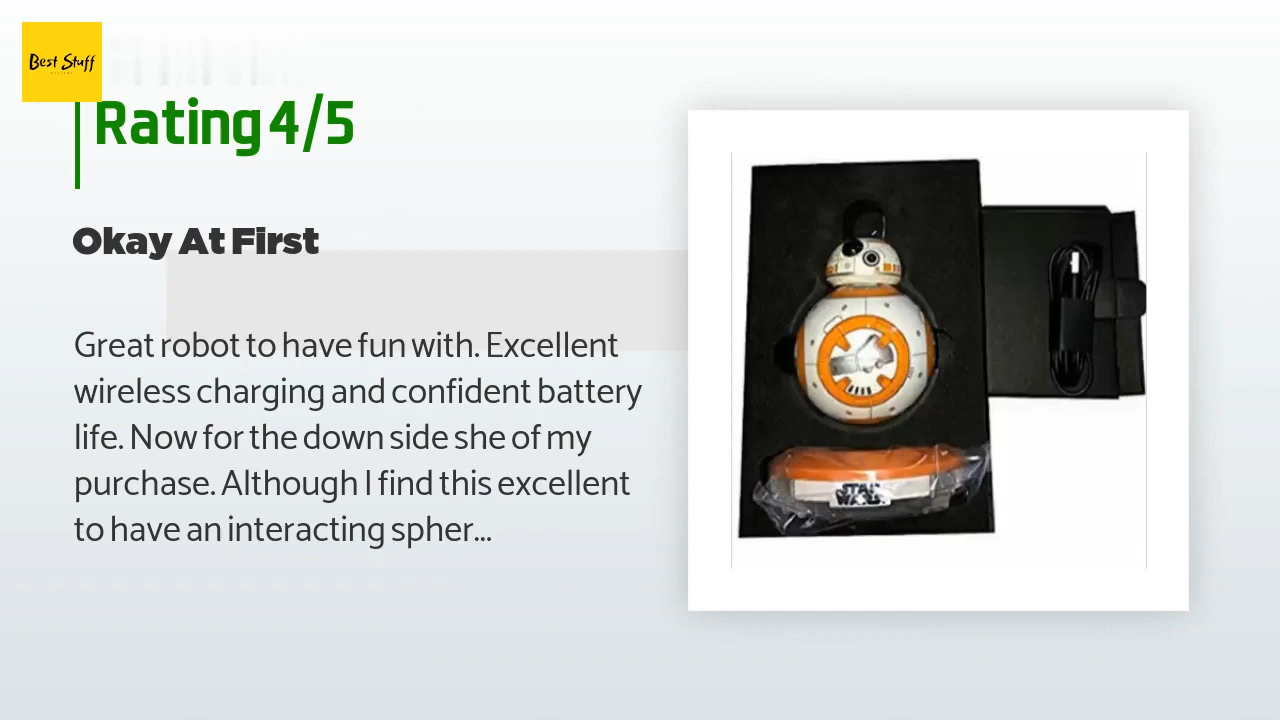 Best Stuff
Rating 4/5
Okay At First
Great robot to have fun with. Excellent
wireless charging and confident battery
life. Now for the down side she of my
purchase. Although I find this excellent
to have an interacting spher...
STAR
WARS